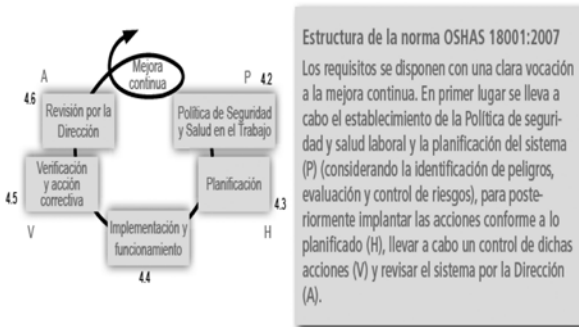 Mejora
continua
A
P 4.2
4.6
Revisión por la
Dirección
Política de Seguridad
y Salud en el Trabajo
Verificación
y acción
correctiva
4.5
Planificación
4.3
V
H
Implementación y
funcionamiento
4.4
Estructura de la norma OSHAS 18001:2007
Los requisitos se disponen con una clara vocación
a la mejora continua. En primer lugar se lleva a
cabo el establecimiento de la Política de seguri-
dad y salud laboral y la planificación del sistema
(P) (considerando la identificación de peligros,
evaluación y control de riesgos), para poste-
riormente implantar las acciones conforme a lo
planificado (H), llevar a cabo un control de dichas
acciones (V) y revisar el sistema por la Dirección
(A).